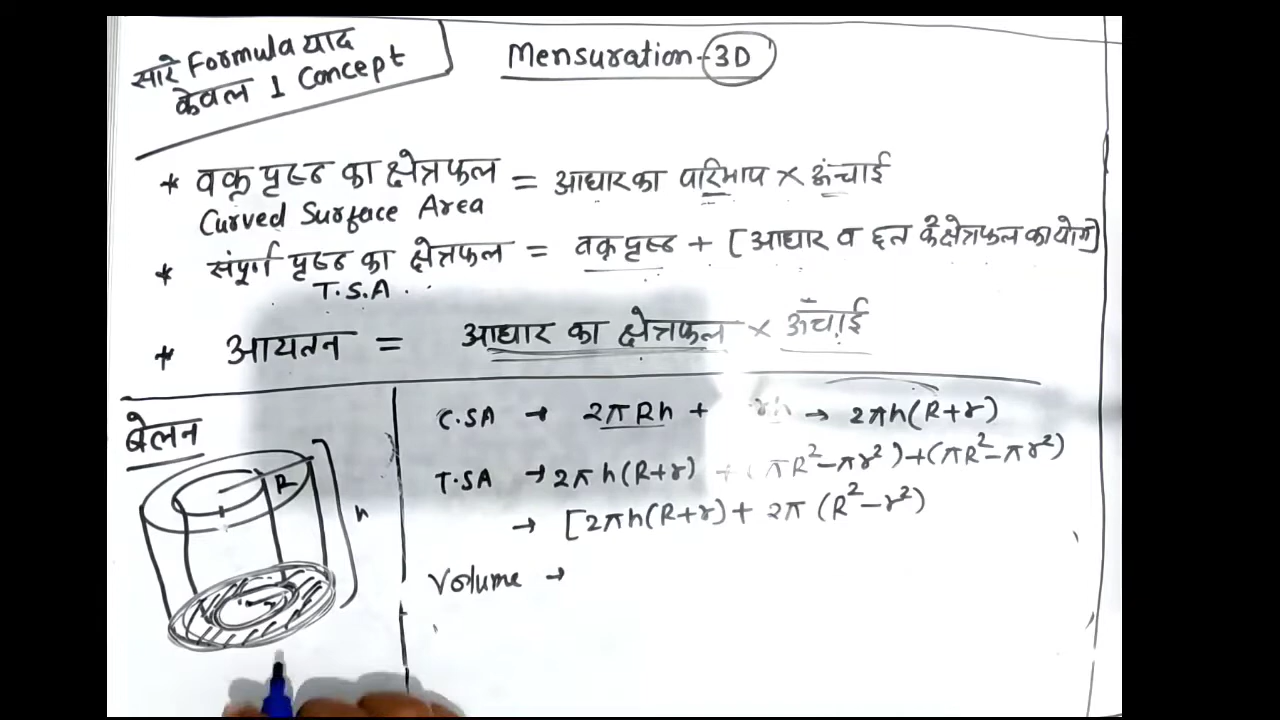 सारे Formula याद
केवल 1 Concept
Mensuration-3D
* वक्र पृष्ठ का क्षेत्रफल = आधार का परिमाप × ऊंचाई
Curved Surface Area
* संपूर्ण पृष्ठ का क्षेत्रफल = वक्र पृष्ठ + [आधार व छत के क्षेत्रफल का योग]
T.S.A...
* आयतन = आधार का क्षेत्रफल × ऊंचाई
बेलन
R
h
C.SA → 2πRh + rh → 2πh(R+r)
T.SA → 2πh(R+r) + (πR²-πr²)+(πR²-πr²)
→ [2πh(R+r)+ 2π (R²-r²)
Volume →